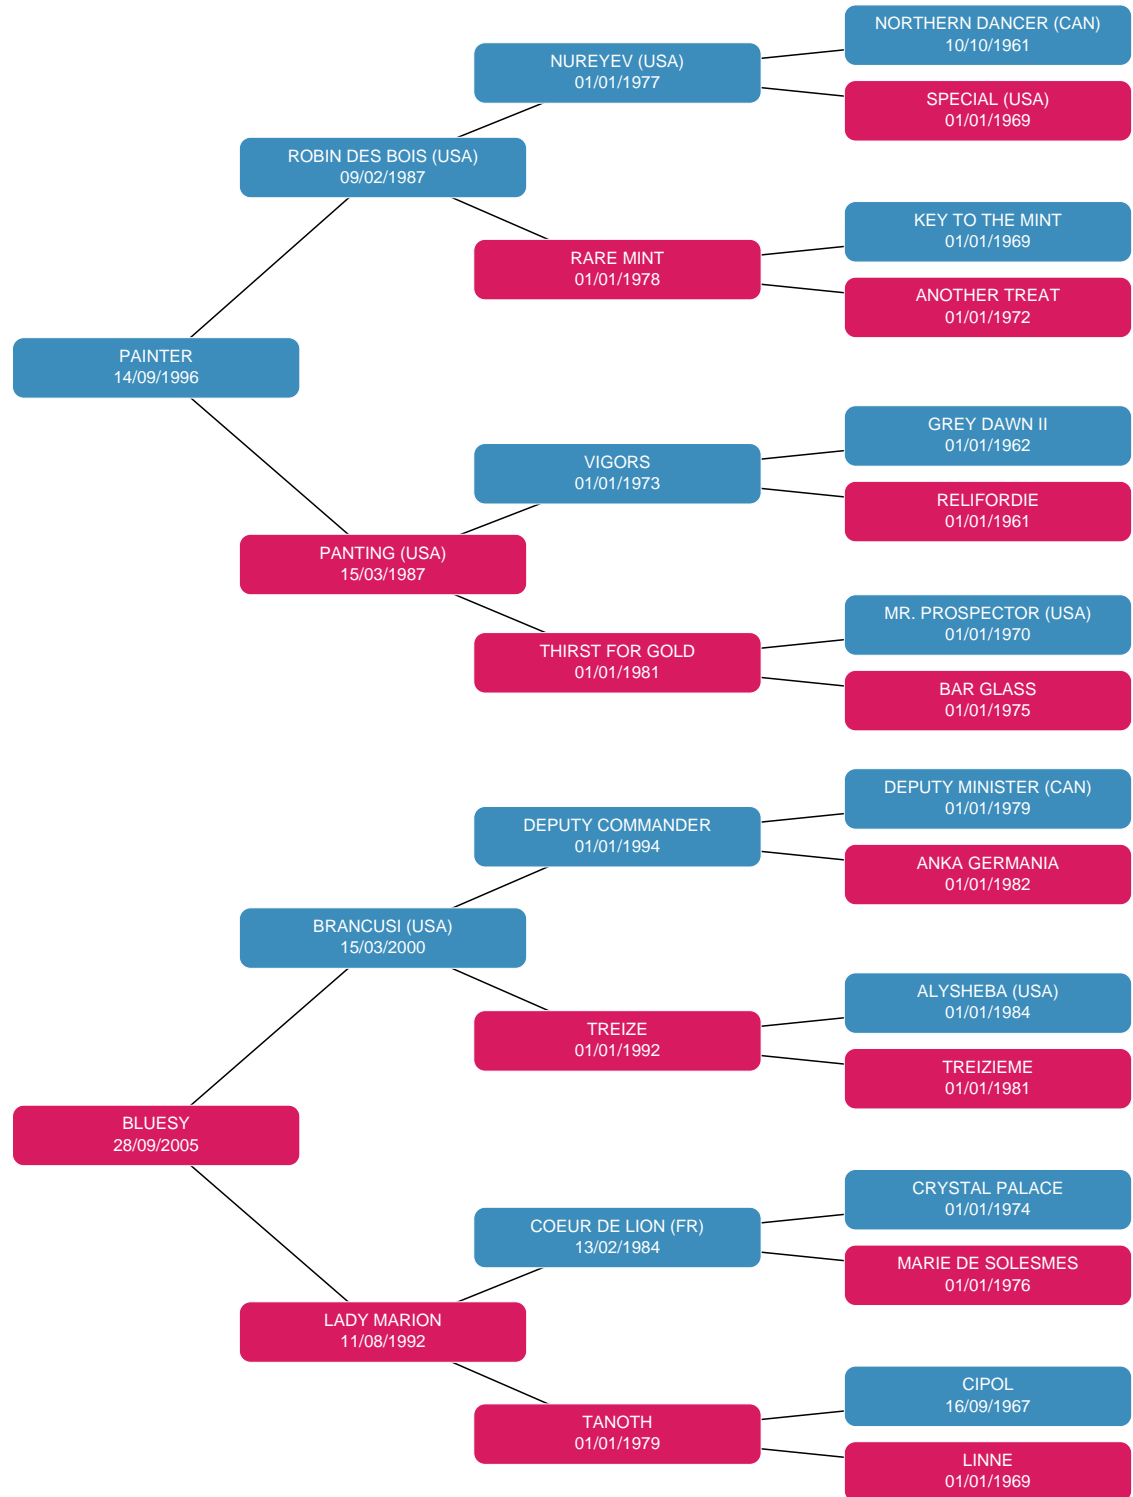 NORTHERN DANCER (CAN)
10/10/1961
NUREYEV (USA)
01/01/1977
SPECIAL (USA)
01/01/1969
ROBIN DES BOIS (USA)
09/02/1987
KEY TO THE MINT
01/01/1969
RARE MINT
01/01/1978
ANOTHER TREAT
01/01/1972
PAINTER
14/09/1996
GREY DAWN II
01/01/1962
VIGORS
01/01/1973
RELIFORDIE
01/01/1961
PANTING (USA)
15/03/1987
MR. PROSPECTOR (USA)
01/01/1970
THIRST FOR GOLD
01/01/1981
BAR GLASS
01/01/1975
DEPUTY MINISTER (CAN)
01/01/1979
DEPUTY COMMANDER
01/01/1994
ANKA GERMANIA
01/01/1982
BRANCUSI (USA)
15/03/2000
ALYSHEBA (USA)
01/01/1984
TREIZE
01/01/1992
TREIZIEME
01/01/1981
BLUESY
28/09/2005
CRYSTAL PALACE
01/01/1974
COEUR DE LION (FR)
13/02/1984
MARIE DE SOLESMES
01/01/1976
LADY MARION
11/08/1992
CIPOL
16/09/1967
TANOTH
01/01/1979
LINNE
01/01/1969